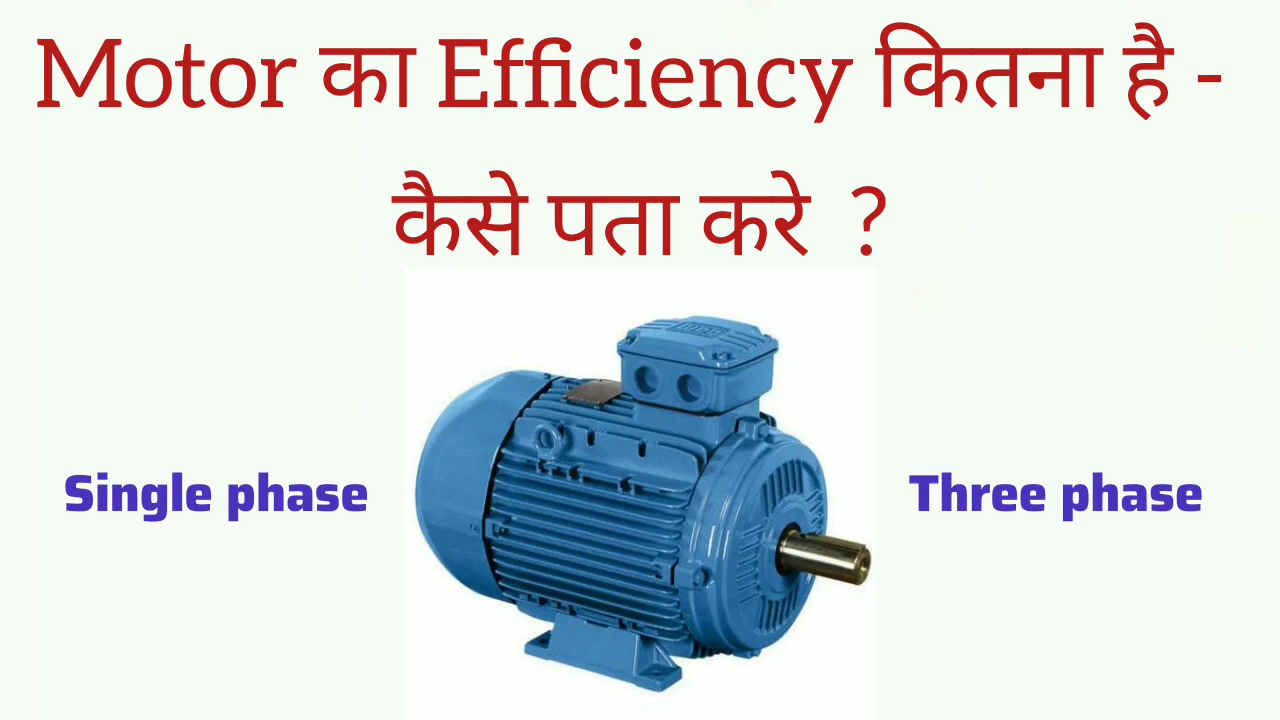 Motor का Efficiency कितना है -
कैसे पता करे ?
Single phase
Three phase